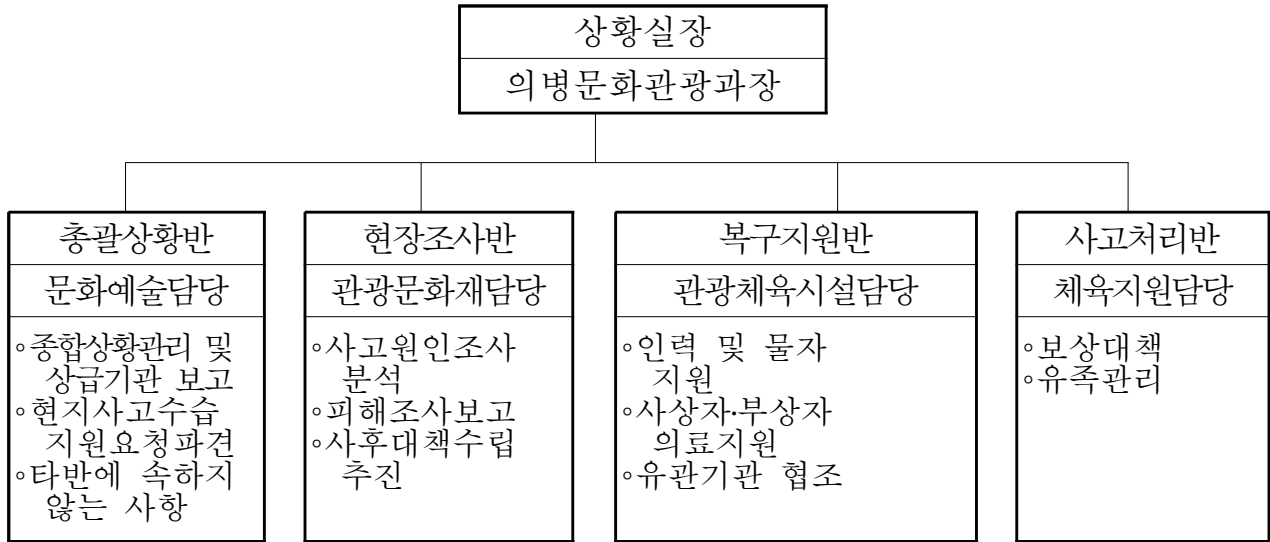 상황실장
의병문화관광과장
총괄상황반
문화예술담당
◦종합상황관리 및
상급기관 보고
◦현지사고수습
지원요청파견
◦타반에 속하지
않는 사항
현장조사반
관광문화재담당
◦사고원인조사
분석
◦피해조사보고
◦사후대책수립
추진
복구지원반
관광체육시설담당
◦인력 및 물자
지원
◦사상자·부상자
의료지원
◦유관기관 협조
사고처리반
체육지원담당
◦보상대책
◦유족관리